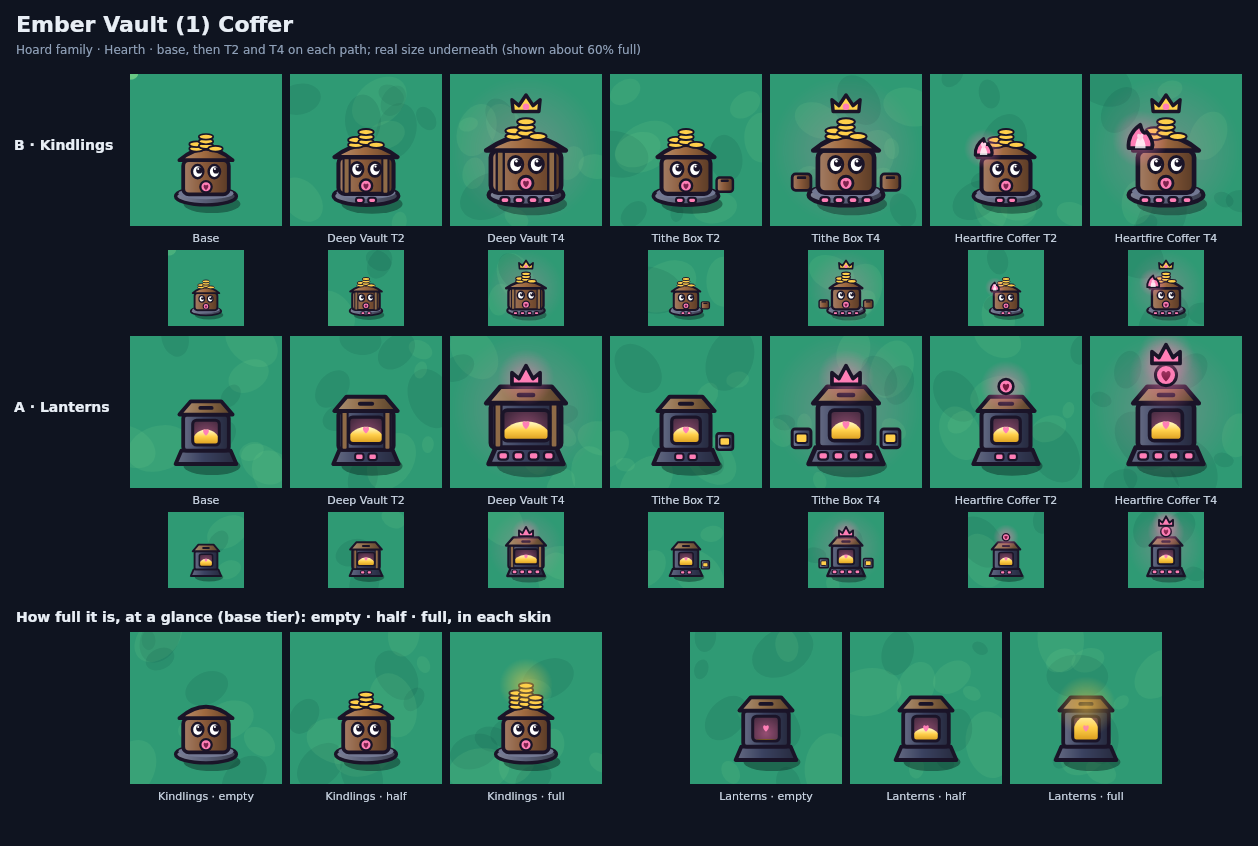 Ember Vault (1) Coffer
Hoard family · Hearth · base, then T2 and T4 on each path; real size underneath (shown about 60% full)
B · Kindlings
Base
Deep Vault T2
Deep Vault T4
Tithe Box T2
Tithe Box T4
Heartfire Coffer T2
Heartfire Coffer T4
A · Lanterns
Base
Deep Vault T2
Deep Vault T4
Tithe Box T2
Tithe Box T4
Heartfire Coffer T2
Heartfire Coffer T4
How full it is, at a glance (base tier): empty · half · full, in each skin
Kindlings · empty
Kindlings · half
Kindlings · full
Lanterns · empty
Lanterns · half
Lanterns · full